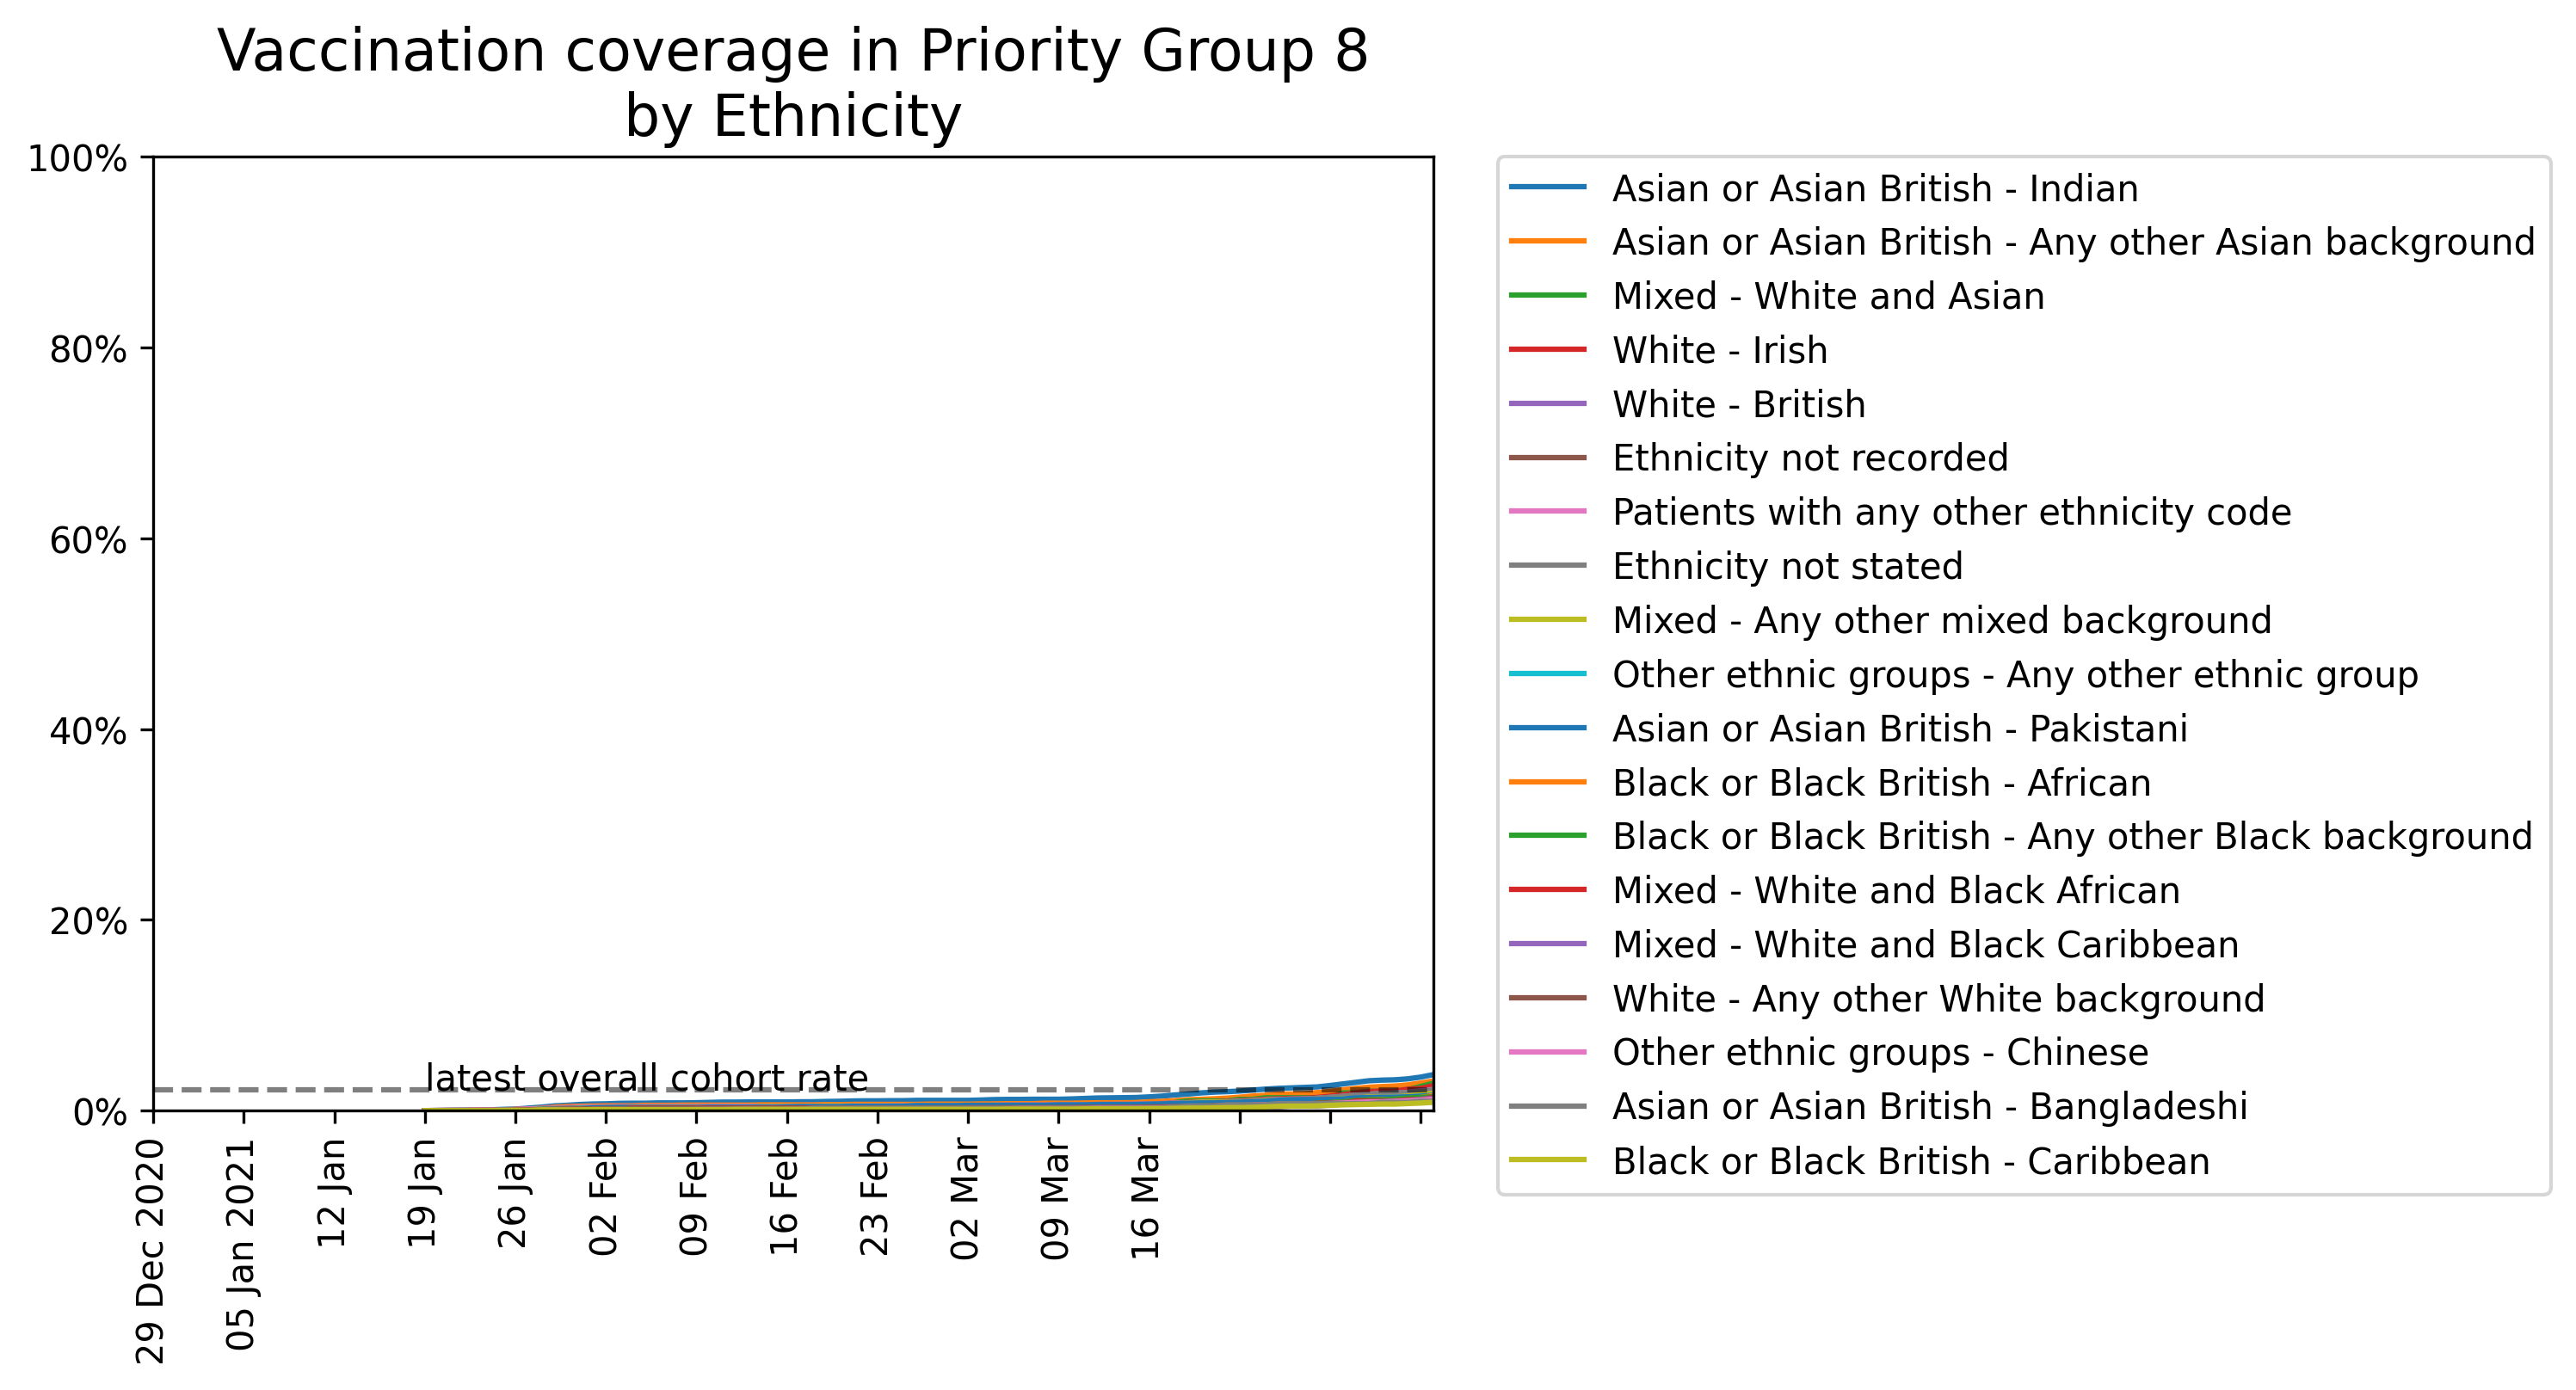 Vaccination coverage in Priority Group 8
by Ethnicity
100%
80%
60%
40%
20%
0%
latest overall cohort rate
29 Dec 2020
05 Jan 2021
12 Jan
19 Jan
26 Jan
02 Feb
09 Feb
16 Feb
23 Feb
02 Mar
09 Mar
16 Mar
Asian or Asian British - Indian
Asian or Asian British - Any other Asian background
Mixed - White and Asian
White - Irish
White - British
Ethnicity not recorded
Patients with any other ethnicity code
Ethnicity not stated
Mixed - Any other mixed background
Other ethnic groups - Any other ethnic group
Asian or Asian British - Pakistani
Black or Black British - African
Black or Black British - Any other Black background
Mixed - White and Black African
Mixed - White and Black Caribbean
White - Any other White background
Other ethnic groups - Chinese
Asian or Asian British - Bangladeshi
Black or Black British - Caribbean